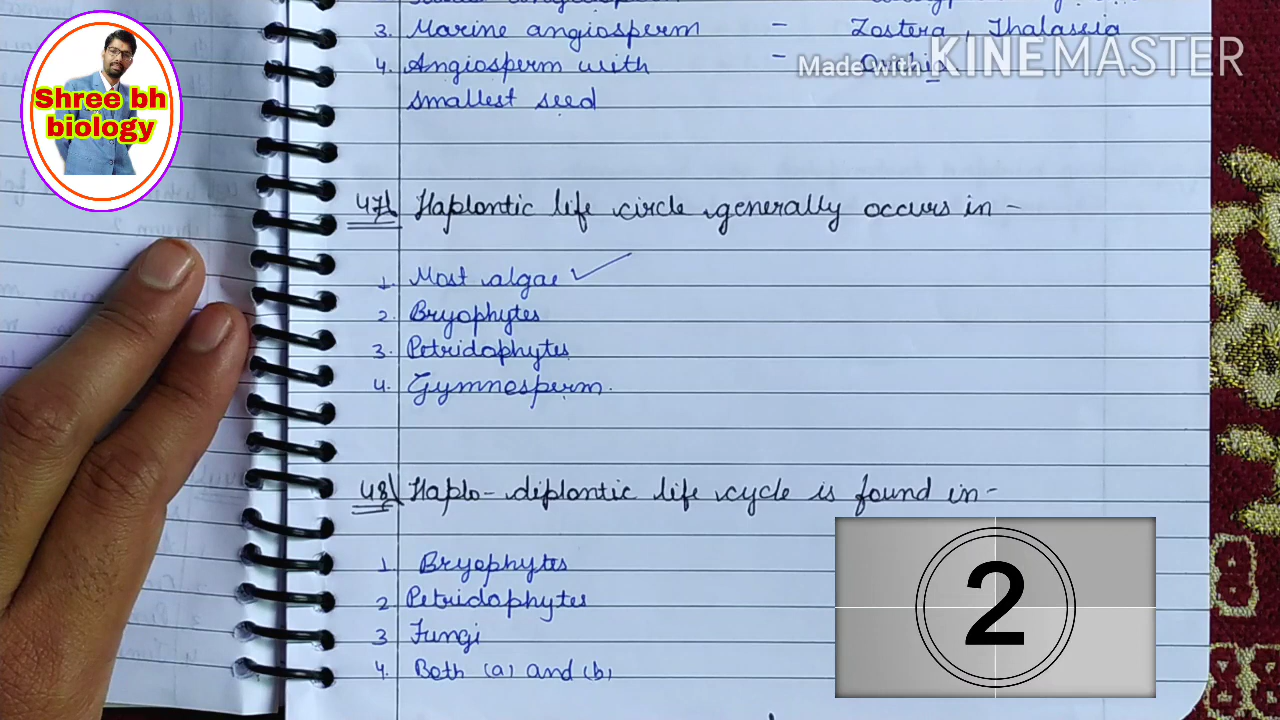 3. Marine angiosperm - Zostera, Thalassia
4. Angiosperm with - 
smallest seed
Made with KINEMASTER
Shree bh
biology
47) Haplontic life circle generally occurs in -
1. Most algae ✓
2. Bryophytes
3. Petridophytes
4. Gymnesperm.
48) Haplo-diplontic life cycle is found in -
1. Bryophytes
2 Petridophytes
3 Fungi
4. Both (a) and (b)
2